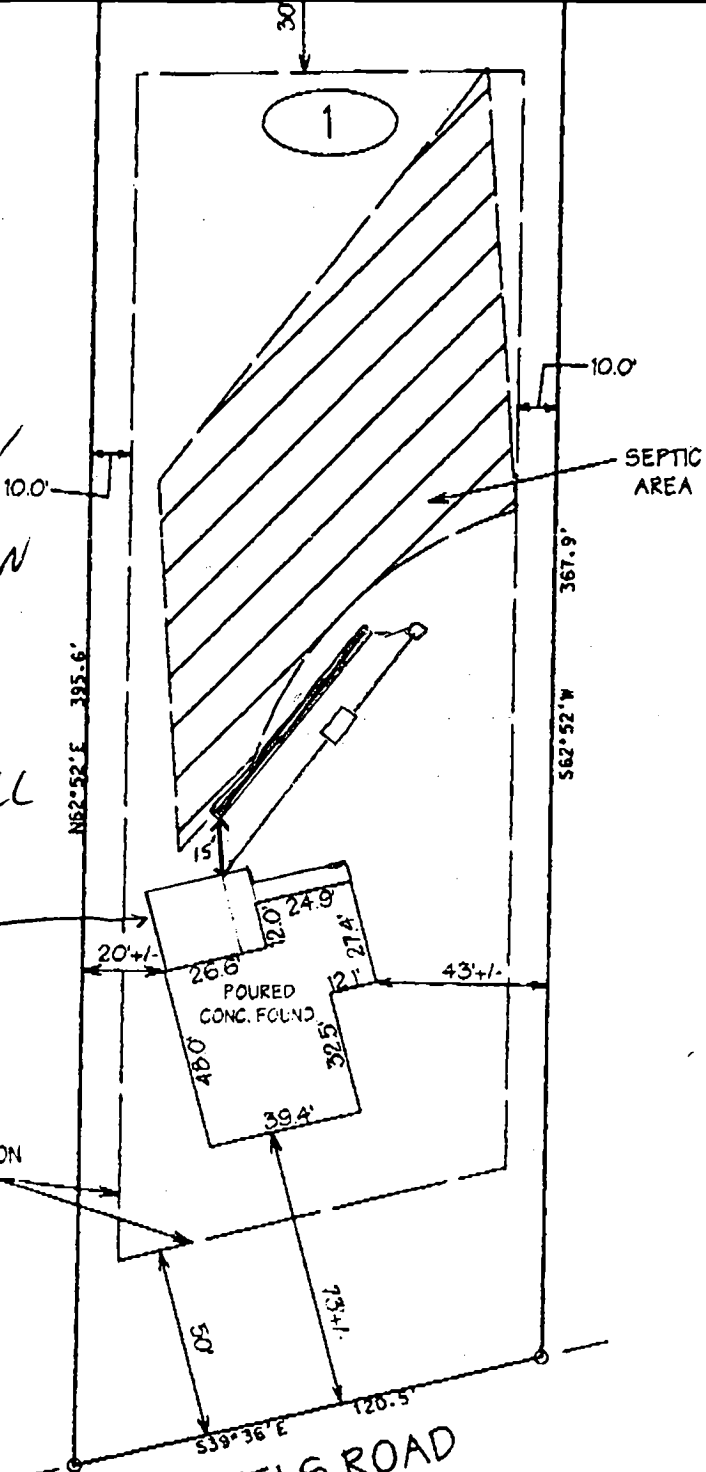 30'
1
10.0'
10.0'
SEPTIC
AREA
N
367.9'
S62°52'W
N62°52'E 395.6'
LL
15'
24.9'
12.0'
27.4'
20'+/-
26.6'
12.1'
43'+/-
POURED
CONC. FOUND.
48.0'
32.5'
39.4'
ON
50'
73'+/-
120.5'
S39°36'E
ROAD